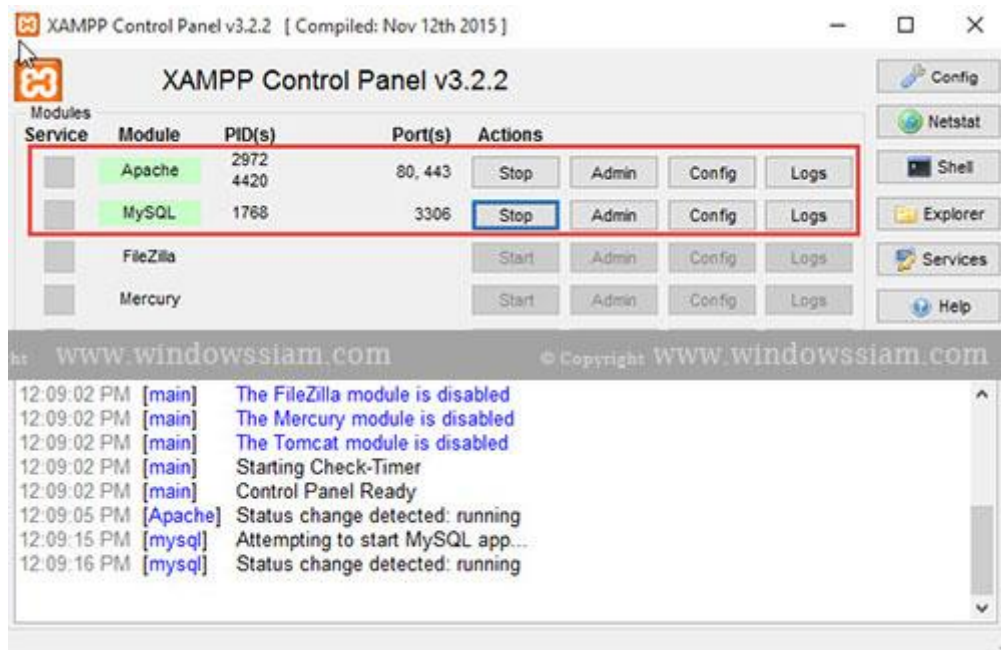 XAMPP Control Panel v3.2.2 [ Compiled: Nov 12th 2015 ]
XAMPP Control Panel v3.2.2
Config
Modules
Service Module PID(s) Port(s) Actions
Netstat
Apache 2972 4420 80, 443 Stop Admin Config Logs
Shell
MySQL 1768 3306 Stop Admin Config Logs
Explorer
FileZilla Start Admin Config Logs
Services
Mercury Start Admin Config Logs
Help
www.windowssiam.com © Copyright www.windowssiam.com
12:09:02 PM [main] The FileZilla module is disabled
12:09:02 PM [main] The Mercury module is disabled
12:09:02 PM [main] The Tomcat module is disabled
12:09:02 PM [main] Starting Check-Timer
12:09:02 PM [main] Control Panel Ready
12:09:05 PM [Apache] Status change detected: running
12:09:15 PM [mysql] Attempting to start MySQL app...
12:09:16 PM [mysql] Status change detected: running